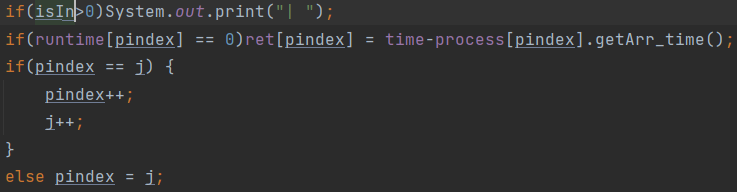 if(isIn>0)System.out.print("| ");
if(runtime[pindex] == 0)ret[pindex] = time-process[pindex].getArr_time();
if(pindex == j) {
    pindex++;
    j++;
}
else pindex = j;